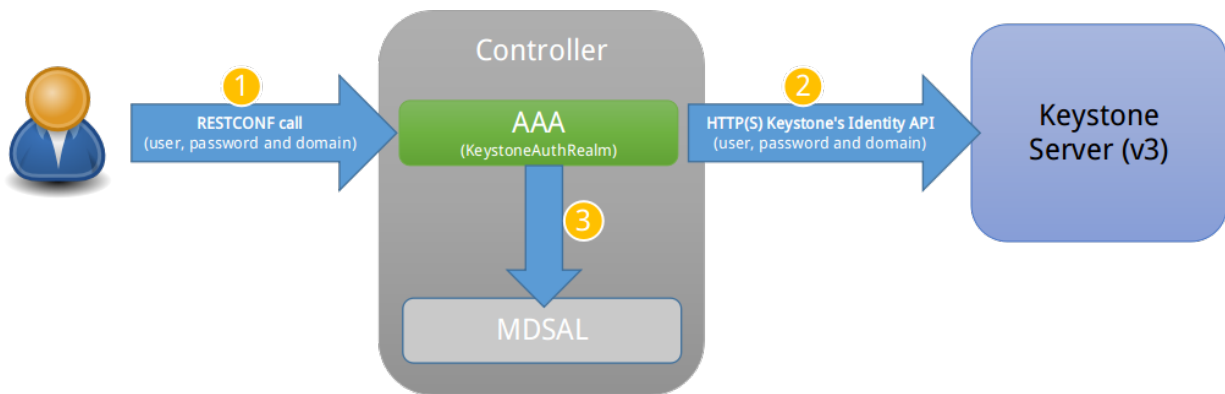 Controller
1
RESTCONF call
(user, password and domain)
AAA
(KeystoneAuthRealm)
2
HTTP(S) Keystone's Identity API
(user, password and domain)
Keystone
Server (v3)
3
MDSAL